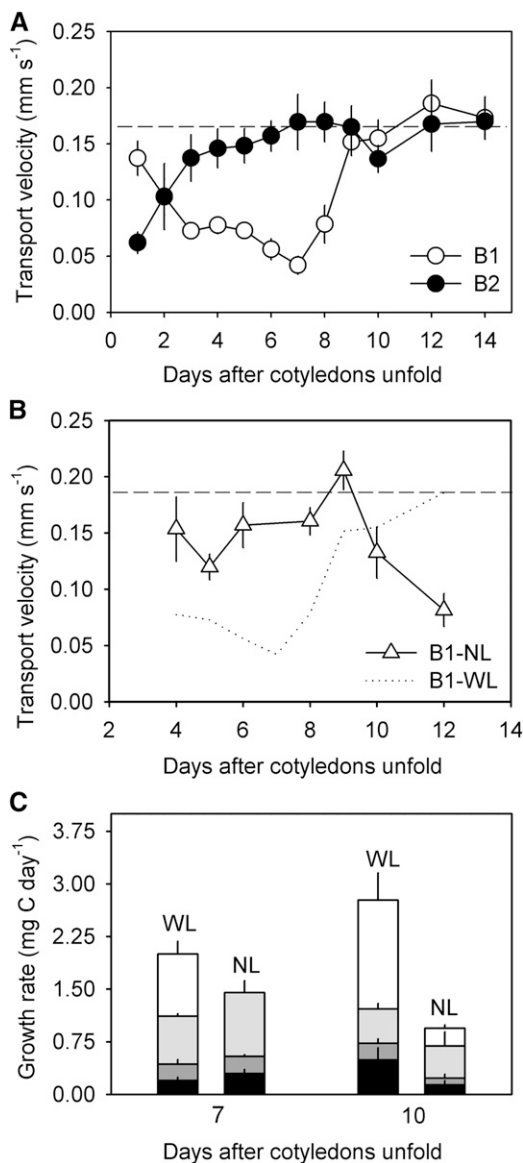 A
0.25
0.20
0.15
0.10
0.05
0.00
Transport velocity (mm s⁻¹)
B1
B2
0 2 4 6 8 10 12 14
Days after cotyledons unfold
B
0.25
0.20
0.15
0.10
0.05
0.00
Transport velocity (mm s⁻¹)
B1-NL
B1-WL
2 4 6 8 10 12 14
Days after cotyledons unfold
C
3.75
3.00
2.25
1.50
0.75
0.00
Growth rate (mg C day⁻¹)
WL
NL
WL
NL
7 10
Days after cotyledons unfold